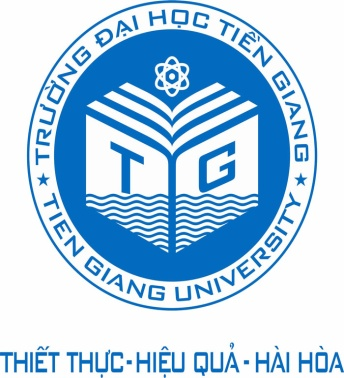 TRƯỜNG ĐẠI HỌC TIỀN GIANG
T G
TIEN GIANG UNIVERSITY
THIẾT THỰC - HIỆU QUẢ - HÀI HÒA